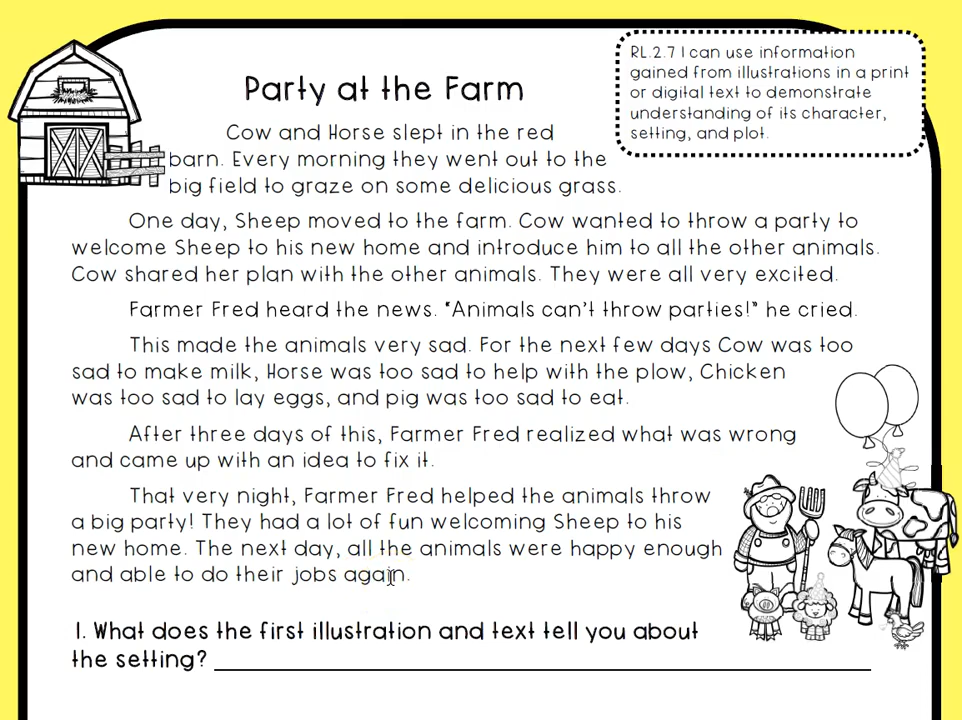 Party at the Farm
RL.2.7 I can use information
gained from illustrations in a print
or digital text to demonstrate
understanding of its character,
setting, and plot.
Cow and Horse slept in the red
barn. Every morning they went out to the
big field to graze on some delicious grass.
One day, Sheep moved to the farm. Cow wanted to throw a party to
welcome Sheep to his new home and introduce him to all the other animals.
Cow shared her plan with the other animals. They were all very excited.
Farmer Fred heard the news. "Animals can't throw parties!" he cried.
This made the animals very sad. For the next few days Cow was too
sad to make milk, Horse was too sad to help with the plow, Chicken
was too sad to lay eggs, and pig was too sad to eat.
After three days of this, Farmer Fred realized what was wrong
and came up with an idea to fix it.
That very night, Farmer Fred helped the animals throw
a big party! They had a lot of fun welcoming Sheep to his
new home. The next day, all the animals were happy enough
and able to do their jobs again.
1. What does the first illustration and text tell you about
the setting?